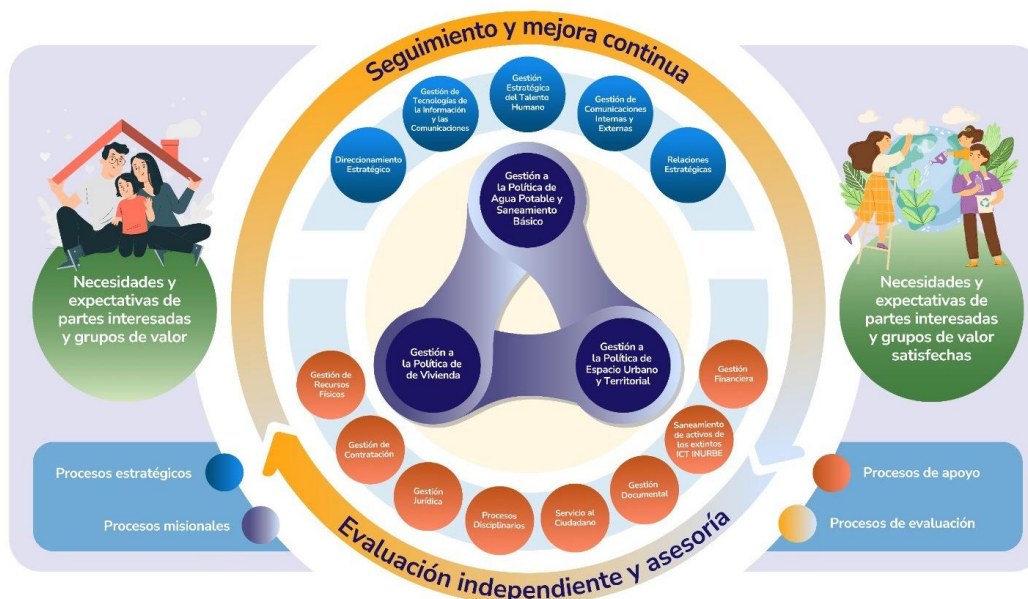 Seguimiento y mejora continua
Gestión
Estratégica
del Talento
Humano
Gestión de
Tecnologías de
la Información
y las
Comunicaciones
Gestión de
Comunicaciones
Internas y
Externas
Direccionamiento
Estratégico
Relaciones
Estratégicas
Gestión a
la Política de
Agua Potable y
Saneamiento
Básico
Necesidades y
expectativas de
partes interesadas
y grupos de valor
Necesidades y
expectativas de
partes interesadas
y grupos de valor
satisfechas
Gestión a
la Política de
de Vivienda
Gestión a
la Política de
Espacio Urbano
y Territorial
Gestión de
Recursos
Físicos
Gestión
Financiera
Gestión de
Contratación
Saneamiento
de activos de
los extintos
ICT INURBE
Gestión
Jurídica
Gestión
Documental
Procesos
Disciplinarios
Servicio al
Ciudadano
Evaluación independiente y asesoría
Procesos estratégicos
Procesos misionales
Procesos de apoyo
Procesos de evaluación